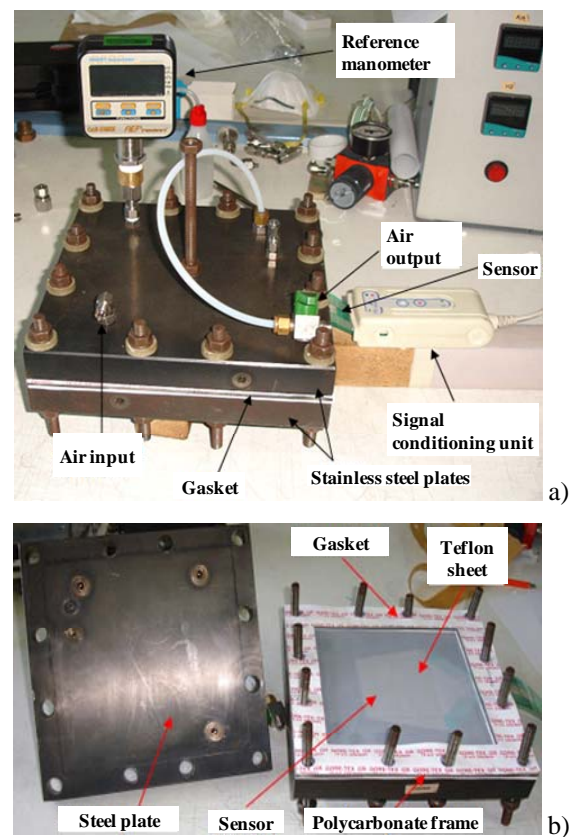 Reference
manometer
Air
output
Sensor
Air input
Gasket
Signal
conditioning unit
Stainless steel plates
a)
Gasket
Teflon
sheet
Steel plate
Sensor
Polycarbonate frame
b)